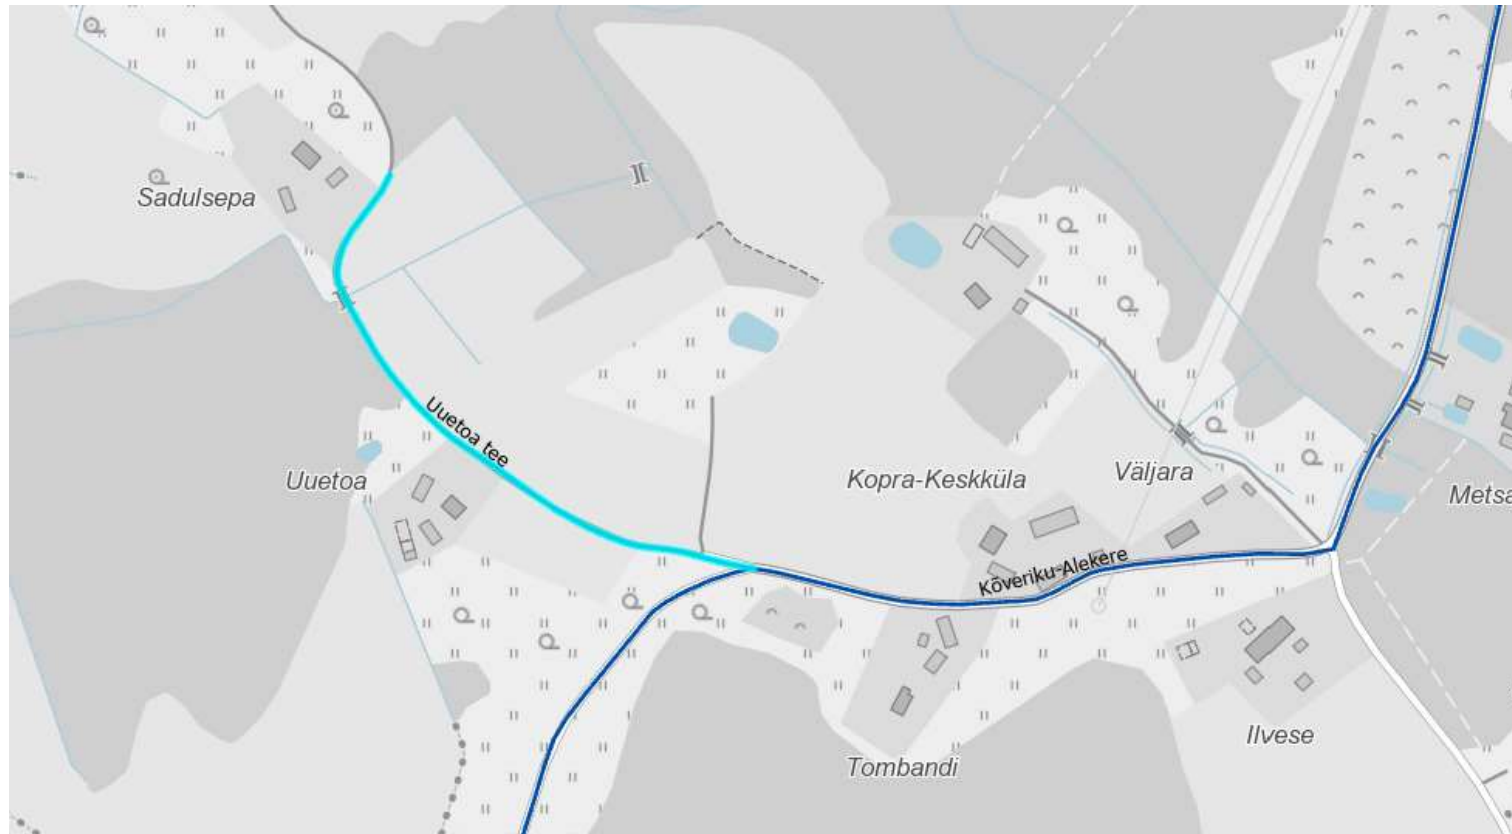 Sadulsepa
Uuetoa tee
Uuetoa
Kopra-Keskküla
Väljara
Metsa
Kõveriku-Alekere
Ilvese
Tombandi